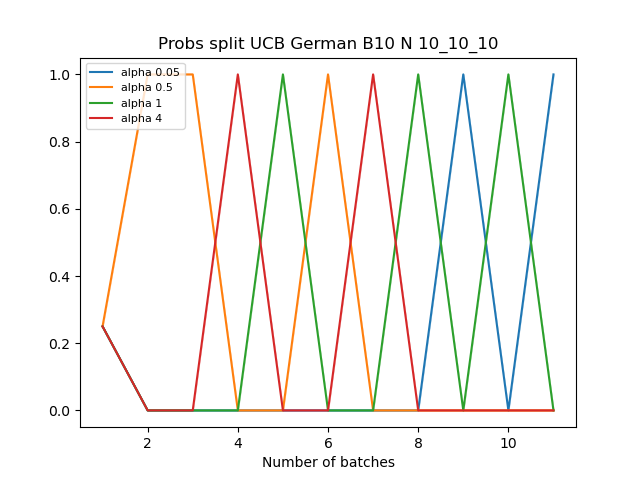 Probs split UCB German B10 N 10_10_10
alpha 0.05
alpha 0.5
alpha 1
alpha 4
1.0
0.8
0.6
0.4
0.2
0.0
2 4 6 8 10
Number of batches